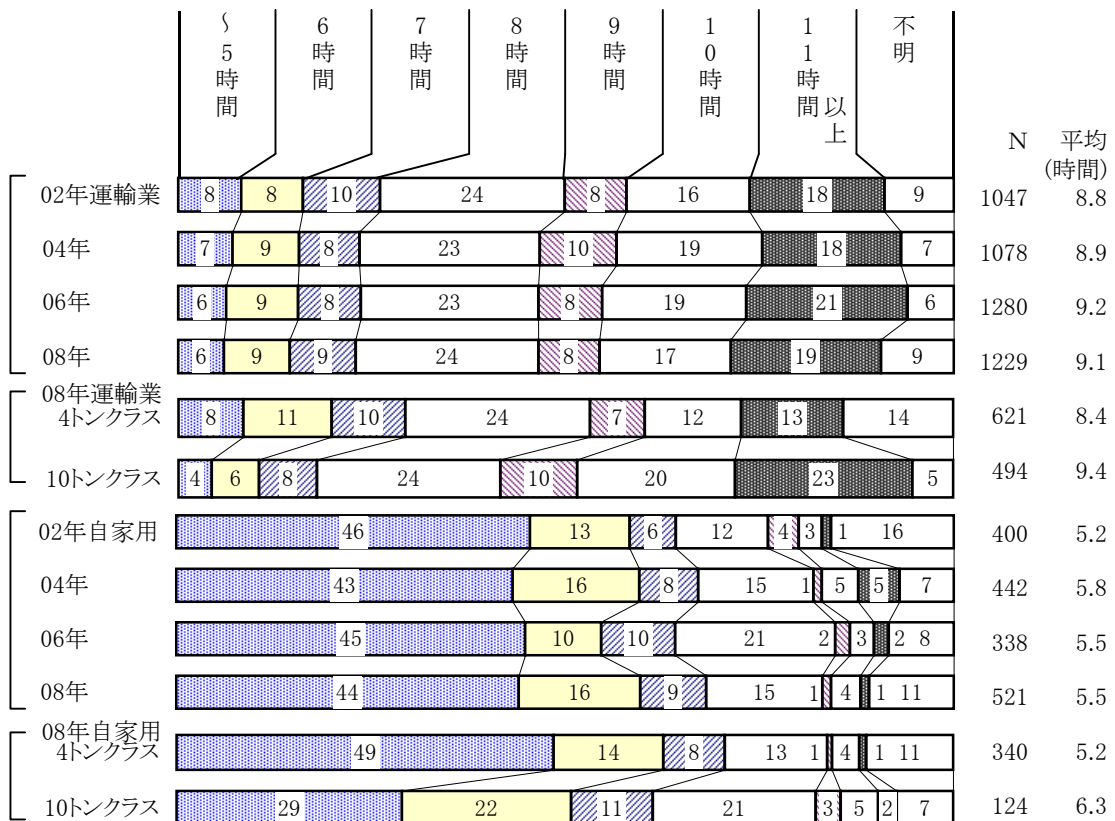 ～5時間 6時間 7時間 8時間 9時間 10時間 11時間以上 不明
N 平均(時間)
02年運輸業 8 8 10 24 8 16 18 9 1047 8.8
04年 7 9 8 23 10 19 18 7 1078 8.9
06年 6 9 8 23 8 19 21 6 1280 9.2
08年 6 9 9 24 8 17 19 9 1229 9.1
08年運輸業
4トンクラス 8 11 10 24 7 12 13 14 621 8.4
10トンクラス 4 6 8 24 10 20 23 5 494 9.4
02年自家用 46 13 6 12 4 3 1 16 400 5.2
04年 43 16 8 15 1 5 5 7 442 5.8
06年 45 10 10 21 2 3 2 8 338 5.5
08年 44 16 9 15 1 4 1 11 521 5.5
08年自家用
4トンクラス 49 14 8 13 1 4 1 11 340 5.2
10トンクラス 29 22 11 21 3 5 2 7 124 6.3